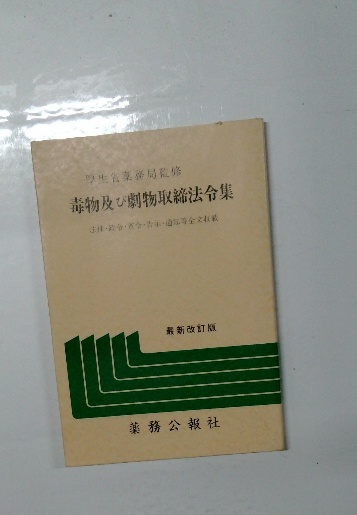 厚生省薬務局監修
毒物及び劇物取締法令集
法律・政令・省令・告示・通知等全文収載
最新改訂版
薬務公報社